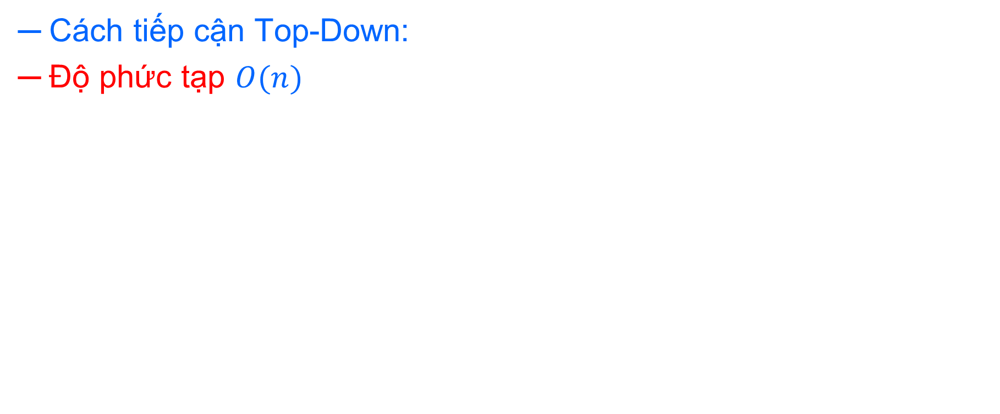 — Cách tiếp cận Top-Down:
— Độ phức tạp O(n)